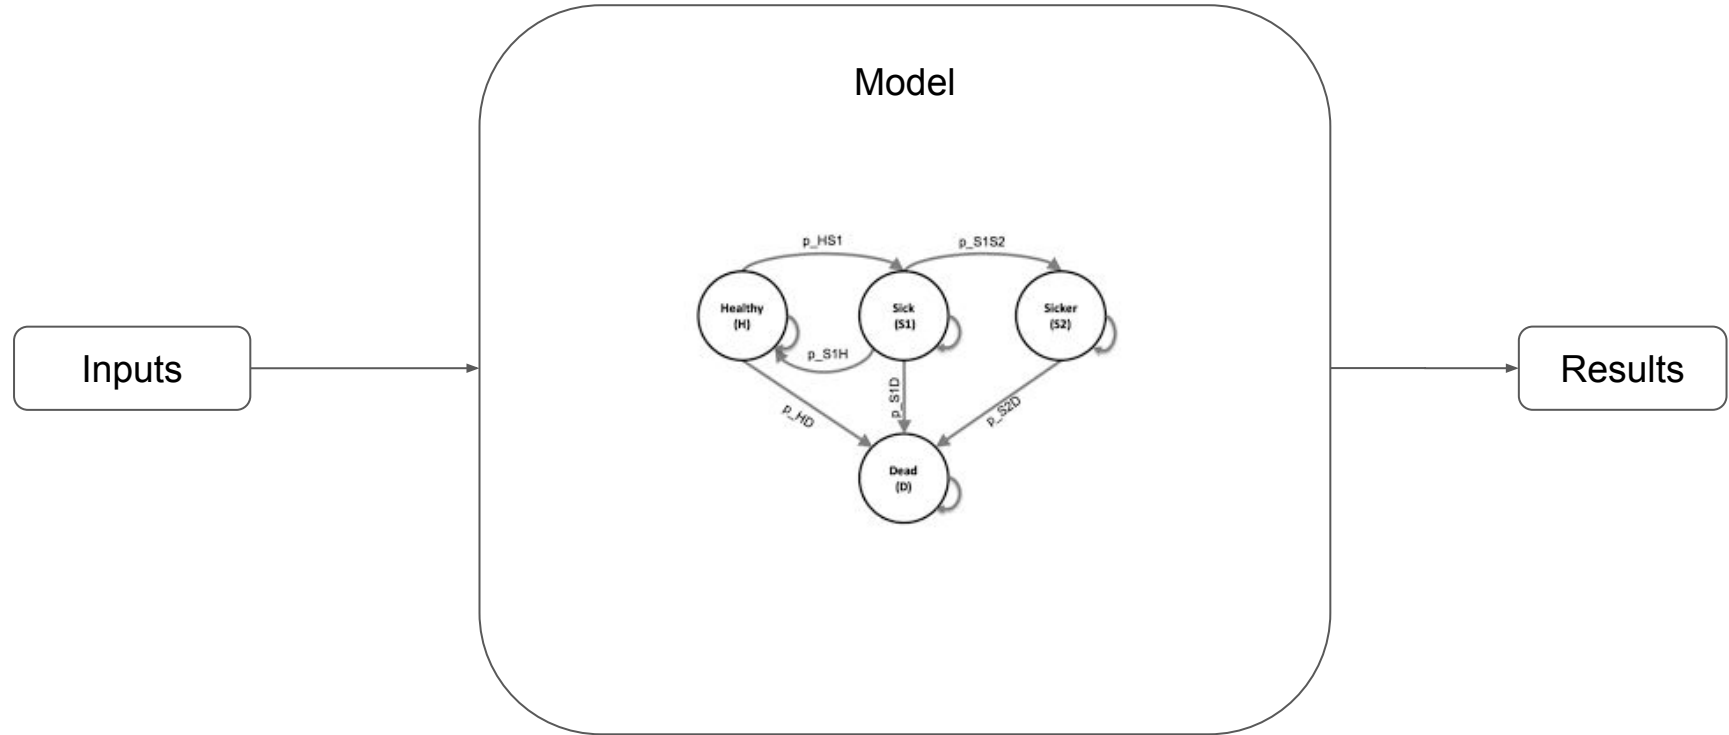 Model
p_HS1
p_S1S2
Healthy
(H)
Sick
(S1)
Sicker
(S2)
Inputs
p_S1H
Results
p_HD
p_S1D
p_S2D
Dead
(D)